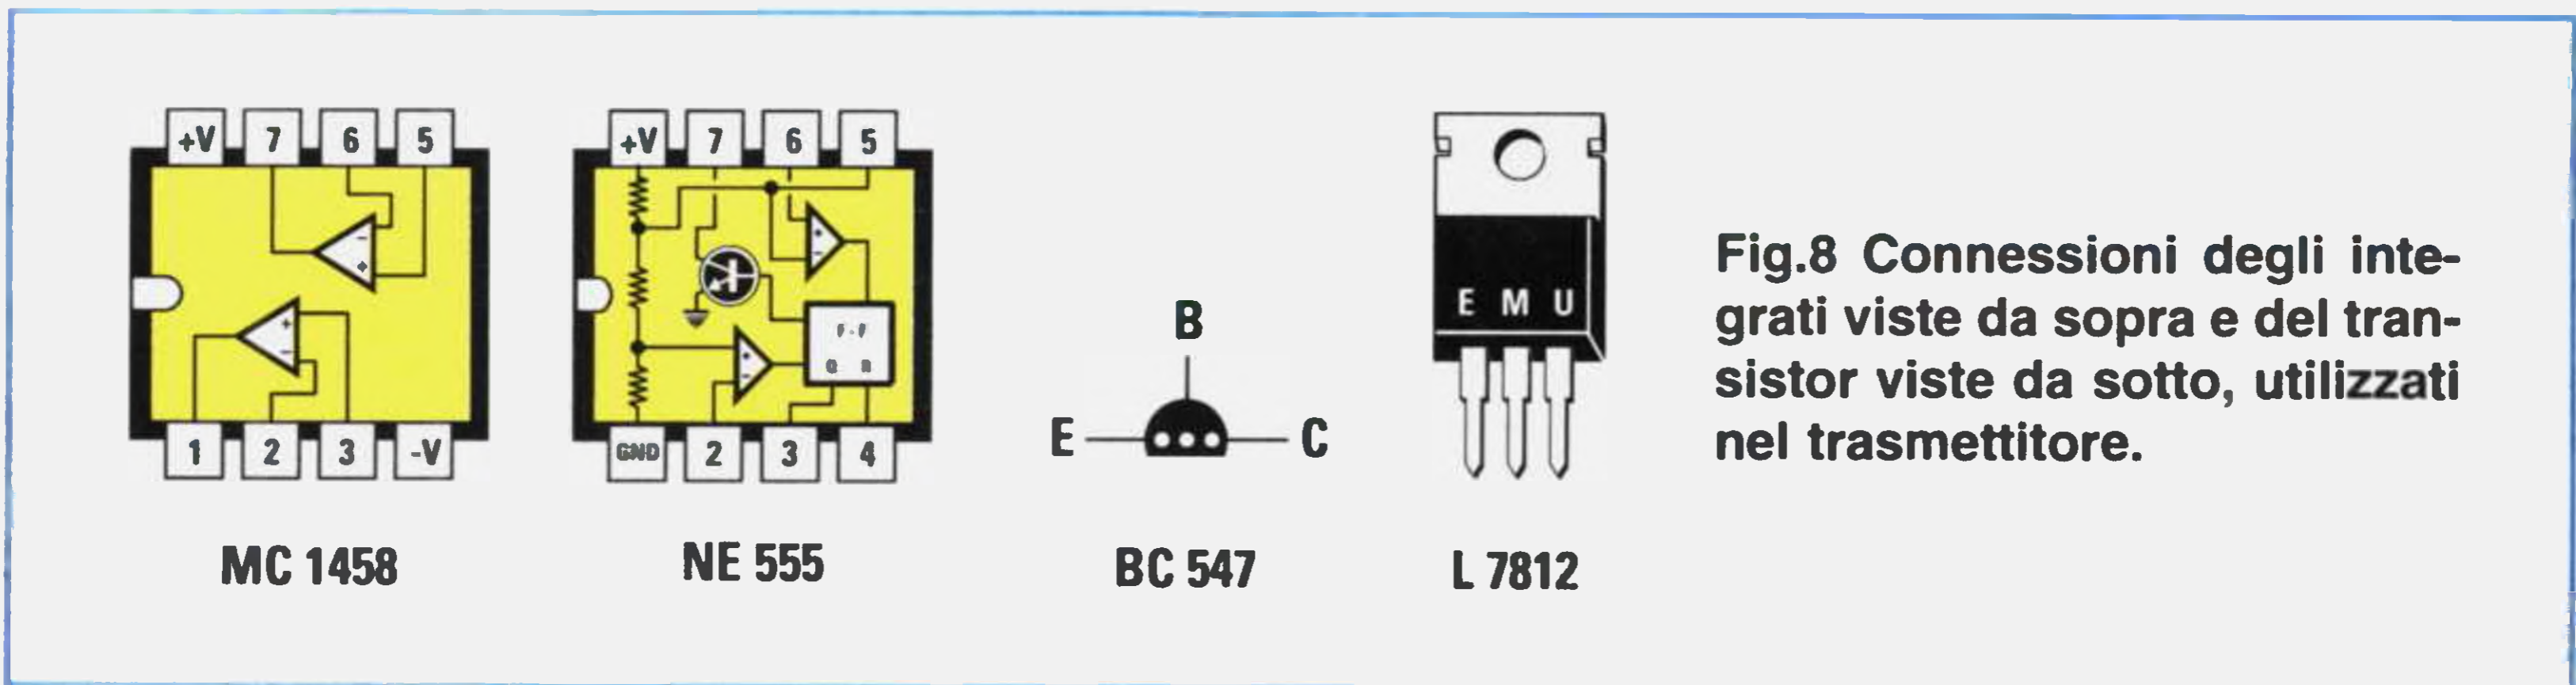 +V 7 6 5
1 2 3 -V
MC 1458
+V 7 6 5
F-F
Q R
GND 2 3 4
NE 555
B
E C
BC 547
E M U
L 7812
Fig.8 Connessioni degli inte-
grati viste da sopra e del tran-
sistor viste da sotto, utilizzati
nel trasmettitore.